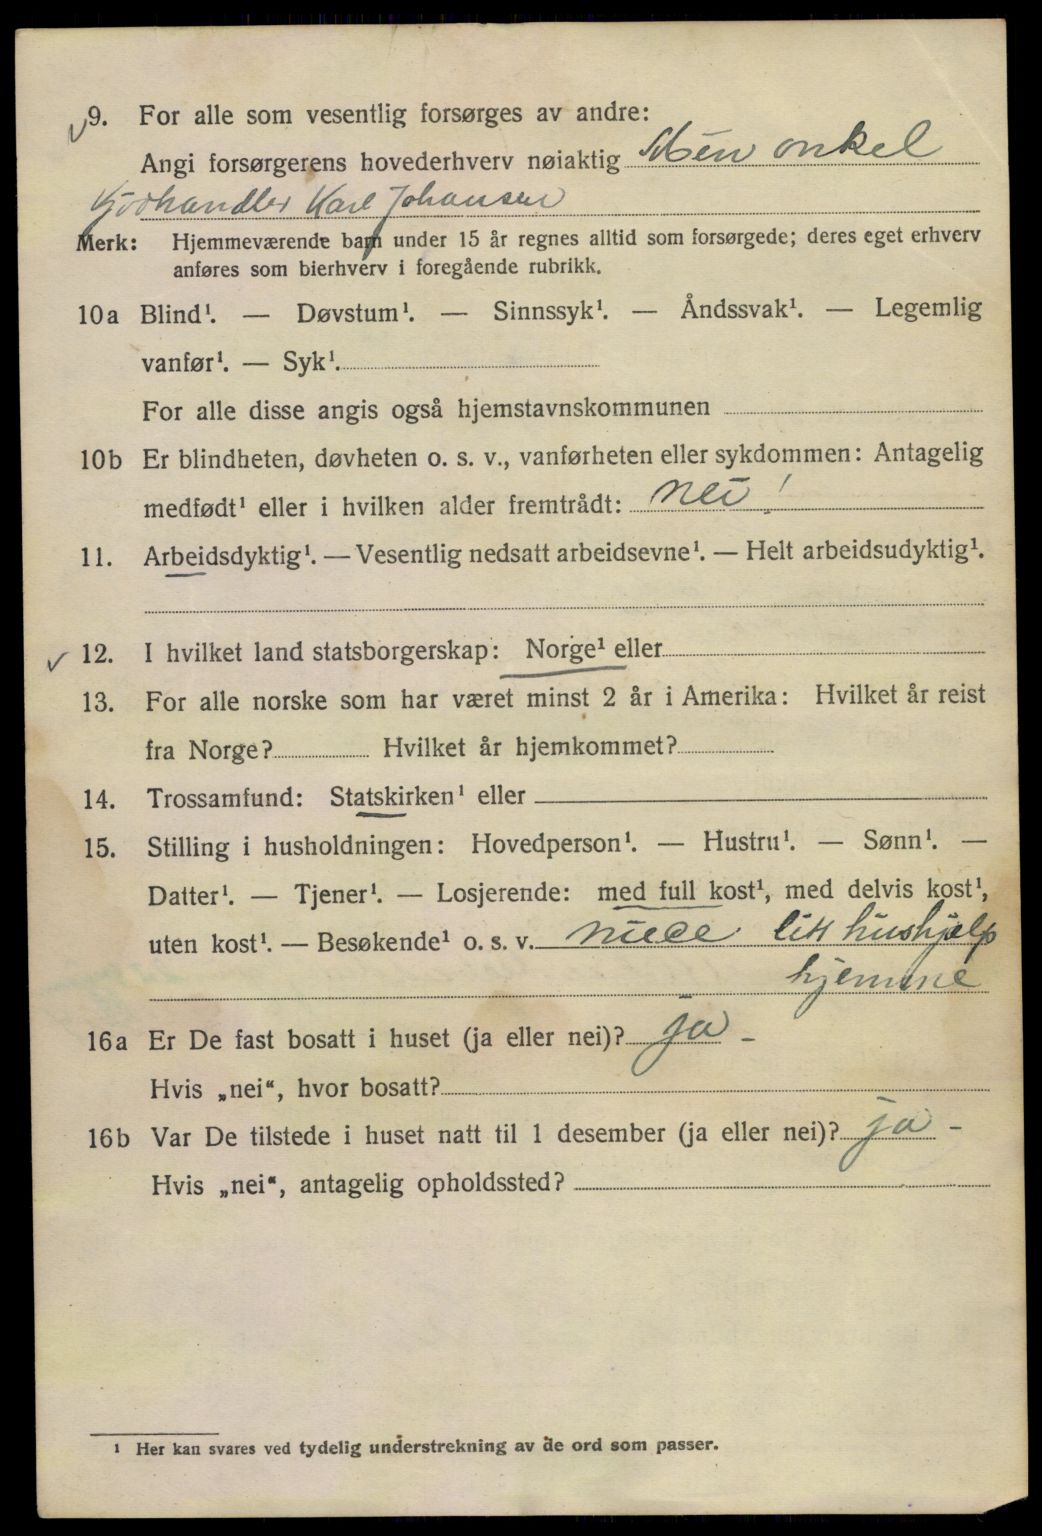 9. For alle som vesentlig forsørges av andre:
Angi forsørgerens hovederhverv nøiaktig Min onkel
Kjødhandler Karl Johansen
Merk: Hjemmeværende barn under 15 år regnes alltid som forsørgede; deres eget erhverv
anføres som bierhverv i foregående rubrikk.
10a Blind¹. — Døvstum¹. — Sinnssyk¹. — Åndssvak¹. — Legemlig
vanfør¹. — Syk¹.
For alle disse angis også hjemstavnskommunen
10b Er blindheten, døvheten o. s. v., vanførheten eller sykdommen: Antagelig
medfødt¹ eller i hvilken alder fremtrådt: nei!
11. Arbeidsdyktig¹. — Vesentlig nedsatt arbeidsevne¹. — Helt arbeidsudyktig¹.
12. I hvilket land statsborgerskap: Norge¹ eller
13. For alle norske som har været minst 2 år i Amerika: Hvilket år reist
fra Norge? Hvilket år hjemkommet?
14. Trossamfund: Statskirken¹ eller
15. Stilling i husholdningen: Hovedperson¹. — Hustru¹. — Sønn¹. —
Datter¹. — Tjener¹. — Losjerende: med full kost¹, med delvis kost¹,
uten kost¹. — Besøkende¹ o. s. v. niece litt hushjelp
hjemme
16a Er De fast bosatt i huset (ja eller nei)? ja -
Hvis „nei“, hvor bosatt?
16b Var De tilstede i huset natt til 1 desember (ja eller nei)? ja -
Hvis „nei“, antagelig opholdssted?
¹ Her kan svares ved tydelig understrekning av de ord som passer.